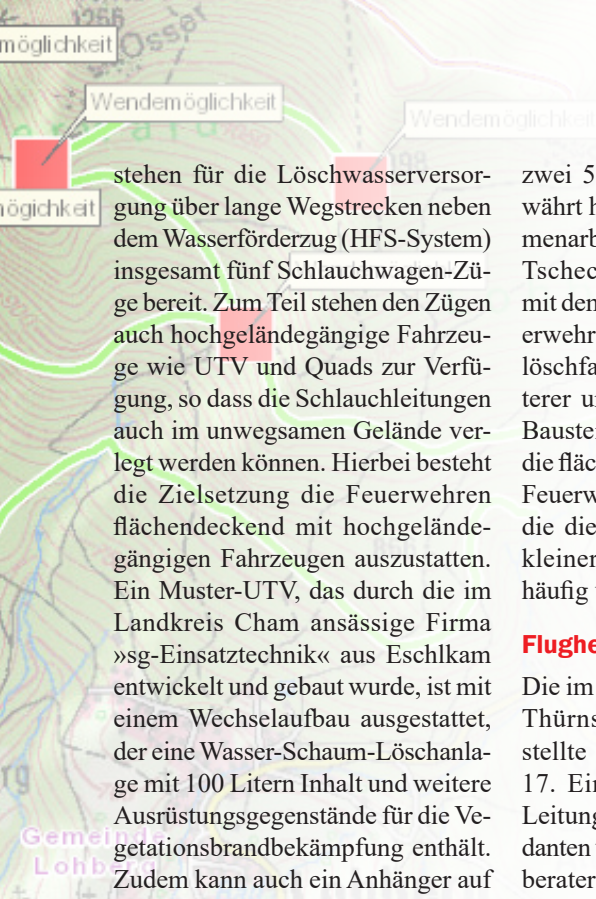 1266
möglichkeit
Osser
Wendemöglichkeit
Wendemöglichkeit
ögichkeit
stehen für die Löschwasserversor-
gung über lange Wegstrecken neben
dem Wasserförderzug (HFS-System)
insgesamt fünf Schlauchwagen-Zü-
ge bereit. Zum Teil stehen den Zügen
auch hochgeländegängige Fahrzeu-
ge wie UTV und Quads zur Verfü-
gung, so dass die Schlauchleitungen
auch im unwegsamen Gelände ver-
legt werden können. Hierbei besteht
die Zielsetzung die Feuerwehren
flächendeckend mit hochgelände-
gängigen Fahrzeugen auszustatten.
Ein Muster-UTV, das durch die im
Landkreis Cham ansässige Firma
»sg-Einsatztechnik« aus Eschlkam
entwickelt und gebaut wurde, ist mit
einem Wechselaufbau ausgestattet,
der eine Wasser-Schaum-Löschanla-
ge mit 100 Litern Inhalt und weitere
Ausrüstungsgegenstände für die Ve-
getationsbrandbekämpfung enthält.
Zudem kann auch ein Anhänger auf
zwei 5
währt h
menarb
Tschec
mit den
erwehr
löschfa
terer u
Bauste
die fläc
Feuerw
die die
kleiner
häufig
Flughe
Die im
Thürns
stellte
17. Ein
Leitung
danten
berater
Gemeinde
Lohberg